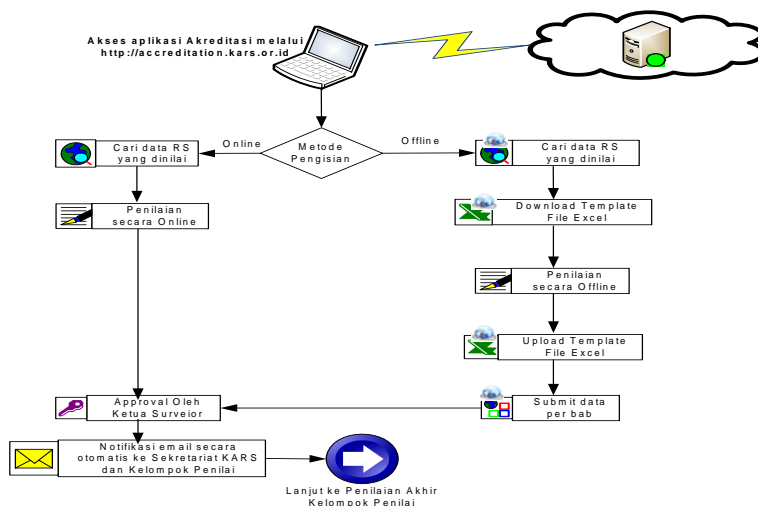 Akses aplikasi Akreditasi melalui
http://accreditation.kars.or.id
Metode
Pengisian
Online
Offline
Cari data RS
yang dinilai
Penilaian
secara Online
Cari data RS
yang dinilai
Download Template
File Excel
Penilaian
secara Offline
Upload Template
File Excel
Submit data
per bab
Approval Oleh
Ketua Surveior
Notifikasi email secara
otomatis ke Sekretariat KARS
dan Kelompok Penilai
Lanjut ke Penilaian Akhir
Kelompok Penilai